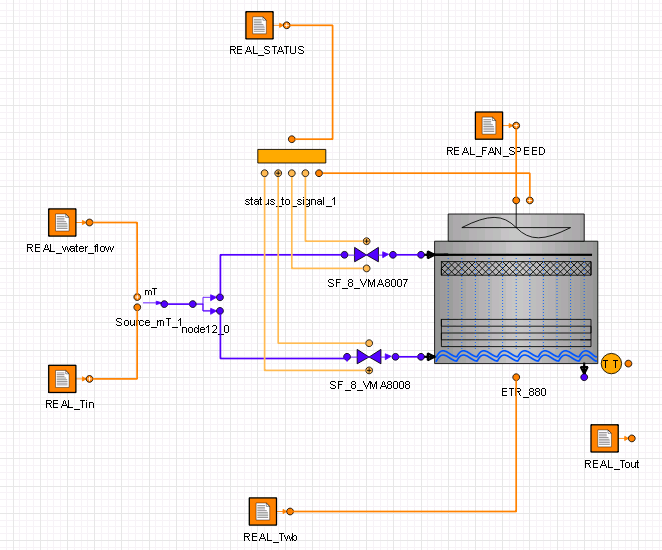 REAL_STATUS
REAL_FAN_SPEED
status_to_signal_1
REAL_water_flow
mT
SF_8_VMA8007
Source_mT_1
node12_0
T T
SF_8_VMA8008
ETR_880
REAL_Tin
REAL_Tout
REAL_Twb